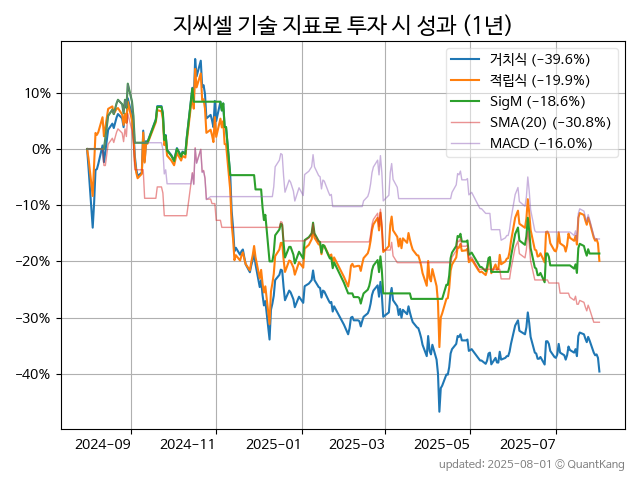 지씨셀 기술 지표로 투자 시 성과 (1년)
거치식 (−39.6%)
적립식 (−19.9%)
SigM (−18.6%)
SMA(20) (−30.8%)
MACD (−16.0%)
10%
0%
−10%
−20%
−30%
−40%
2024-09 2024-11 2025-01 2025-03 2025-05 2025-07
updated: 2025-08-01 © QuantKang